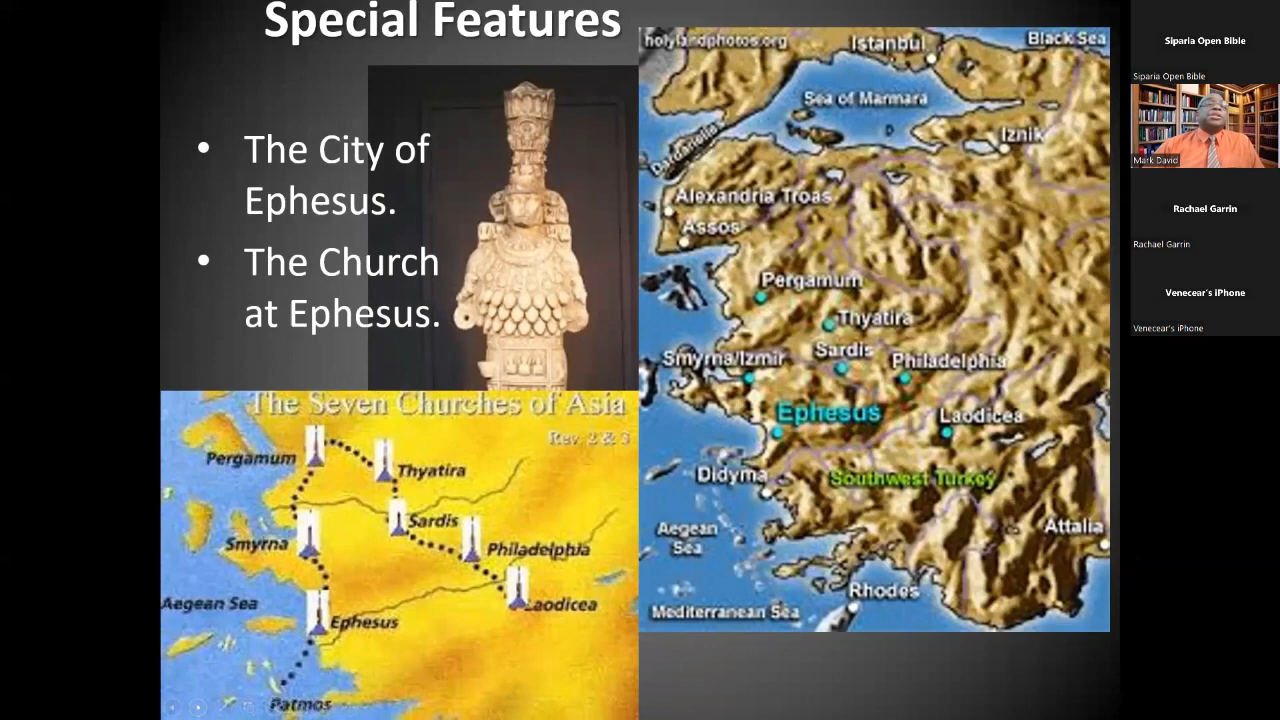 Special Features
• The City of
Ephesus.
• The Church
at Ephesus.
The Seven Churches of Asia
Rev. 2 & 3
Pergamum
Thyatira
Sardis
Smyrna
Philadelphia
Aegean Sea
Laodicea
Ephesus
Patmos
holylandphotos.org
Istanbul
Black Sea
Sea of Marmara
Dardanelles
Iznik
Alexandria Troas
Assos
Pergamum
Thyatira
Sardis
Smyrna/Izmir
Philadelphia
Ephesus
Laodicea
Didyma
Southwest Turkey
Aegean
Sea
Attalia
Rhodes
Mediterranean Sea
Siparia Open Bible
Siparia Open Bible
Mark David
Rachael Garrin
Rachael Garrin
Venecear's iPhone
Venecear's iPhone